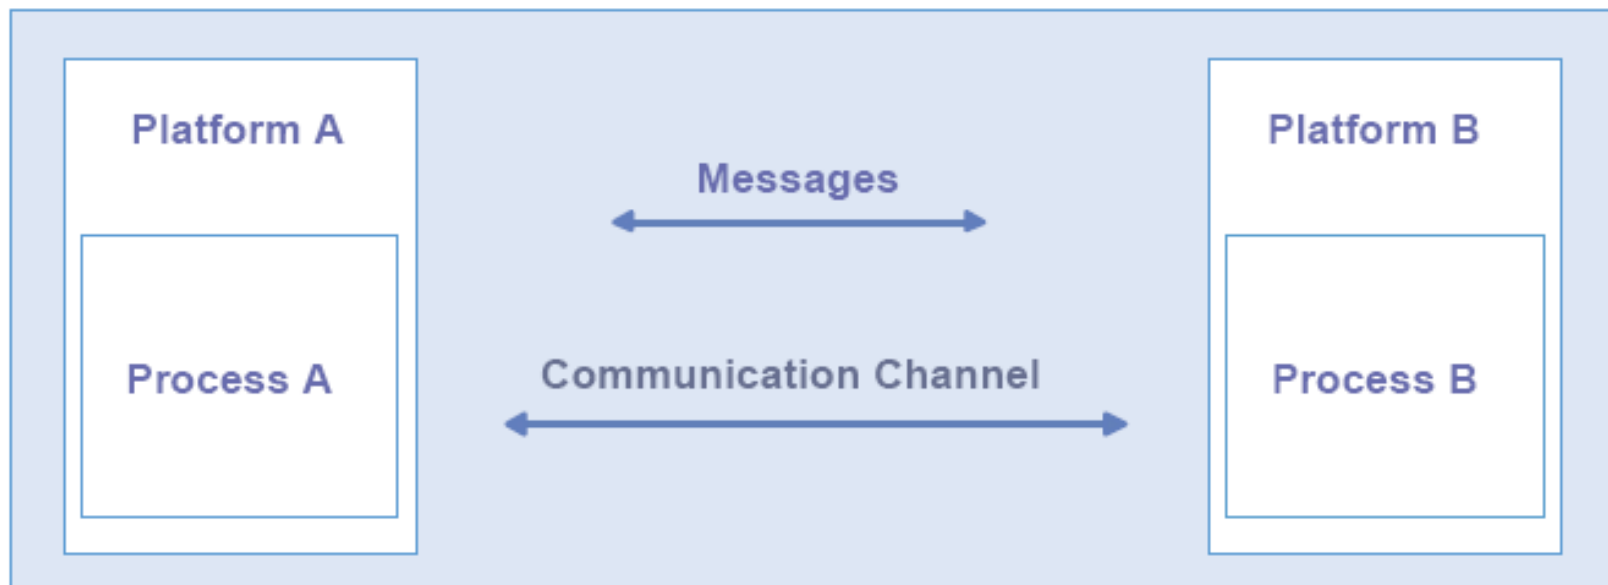 Platform A
Platform B
Messages
Process A
Communication Channel
Process B